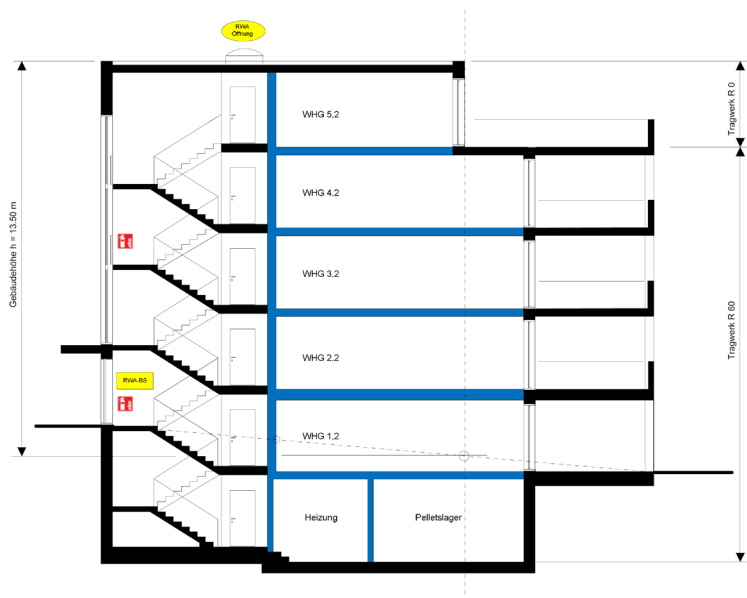 RWA
Öffnung
WHG 5.2
Tragwerk R 0
WHG 4.2
Gebäudehöhe h = 13.50 m
WHG 3.2
Tragwerk R 60
WHG 2.2
RWA-BS
WHG 1.2
Heizung
Pelletslager